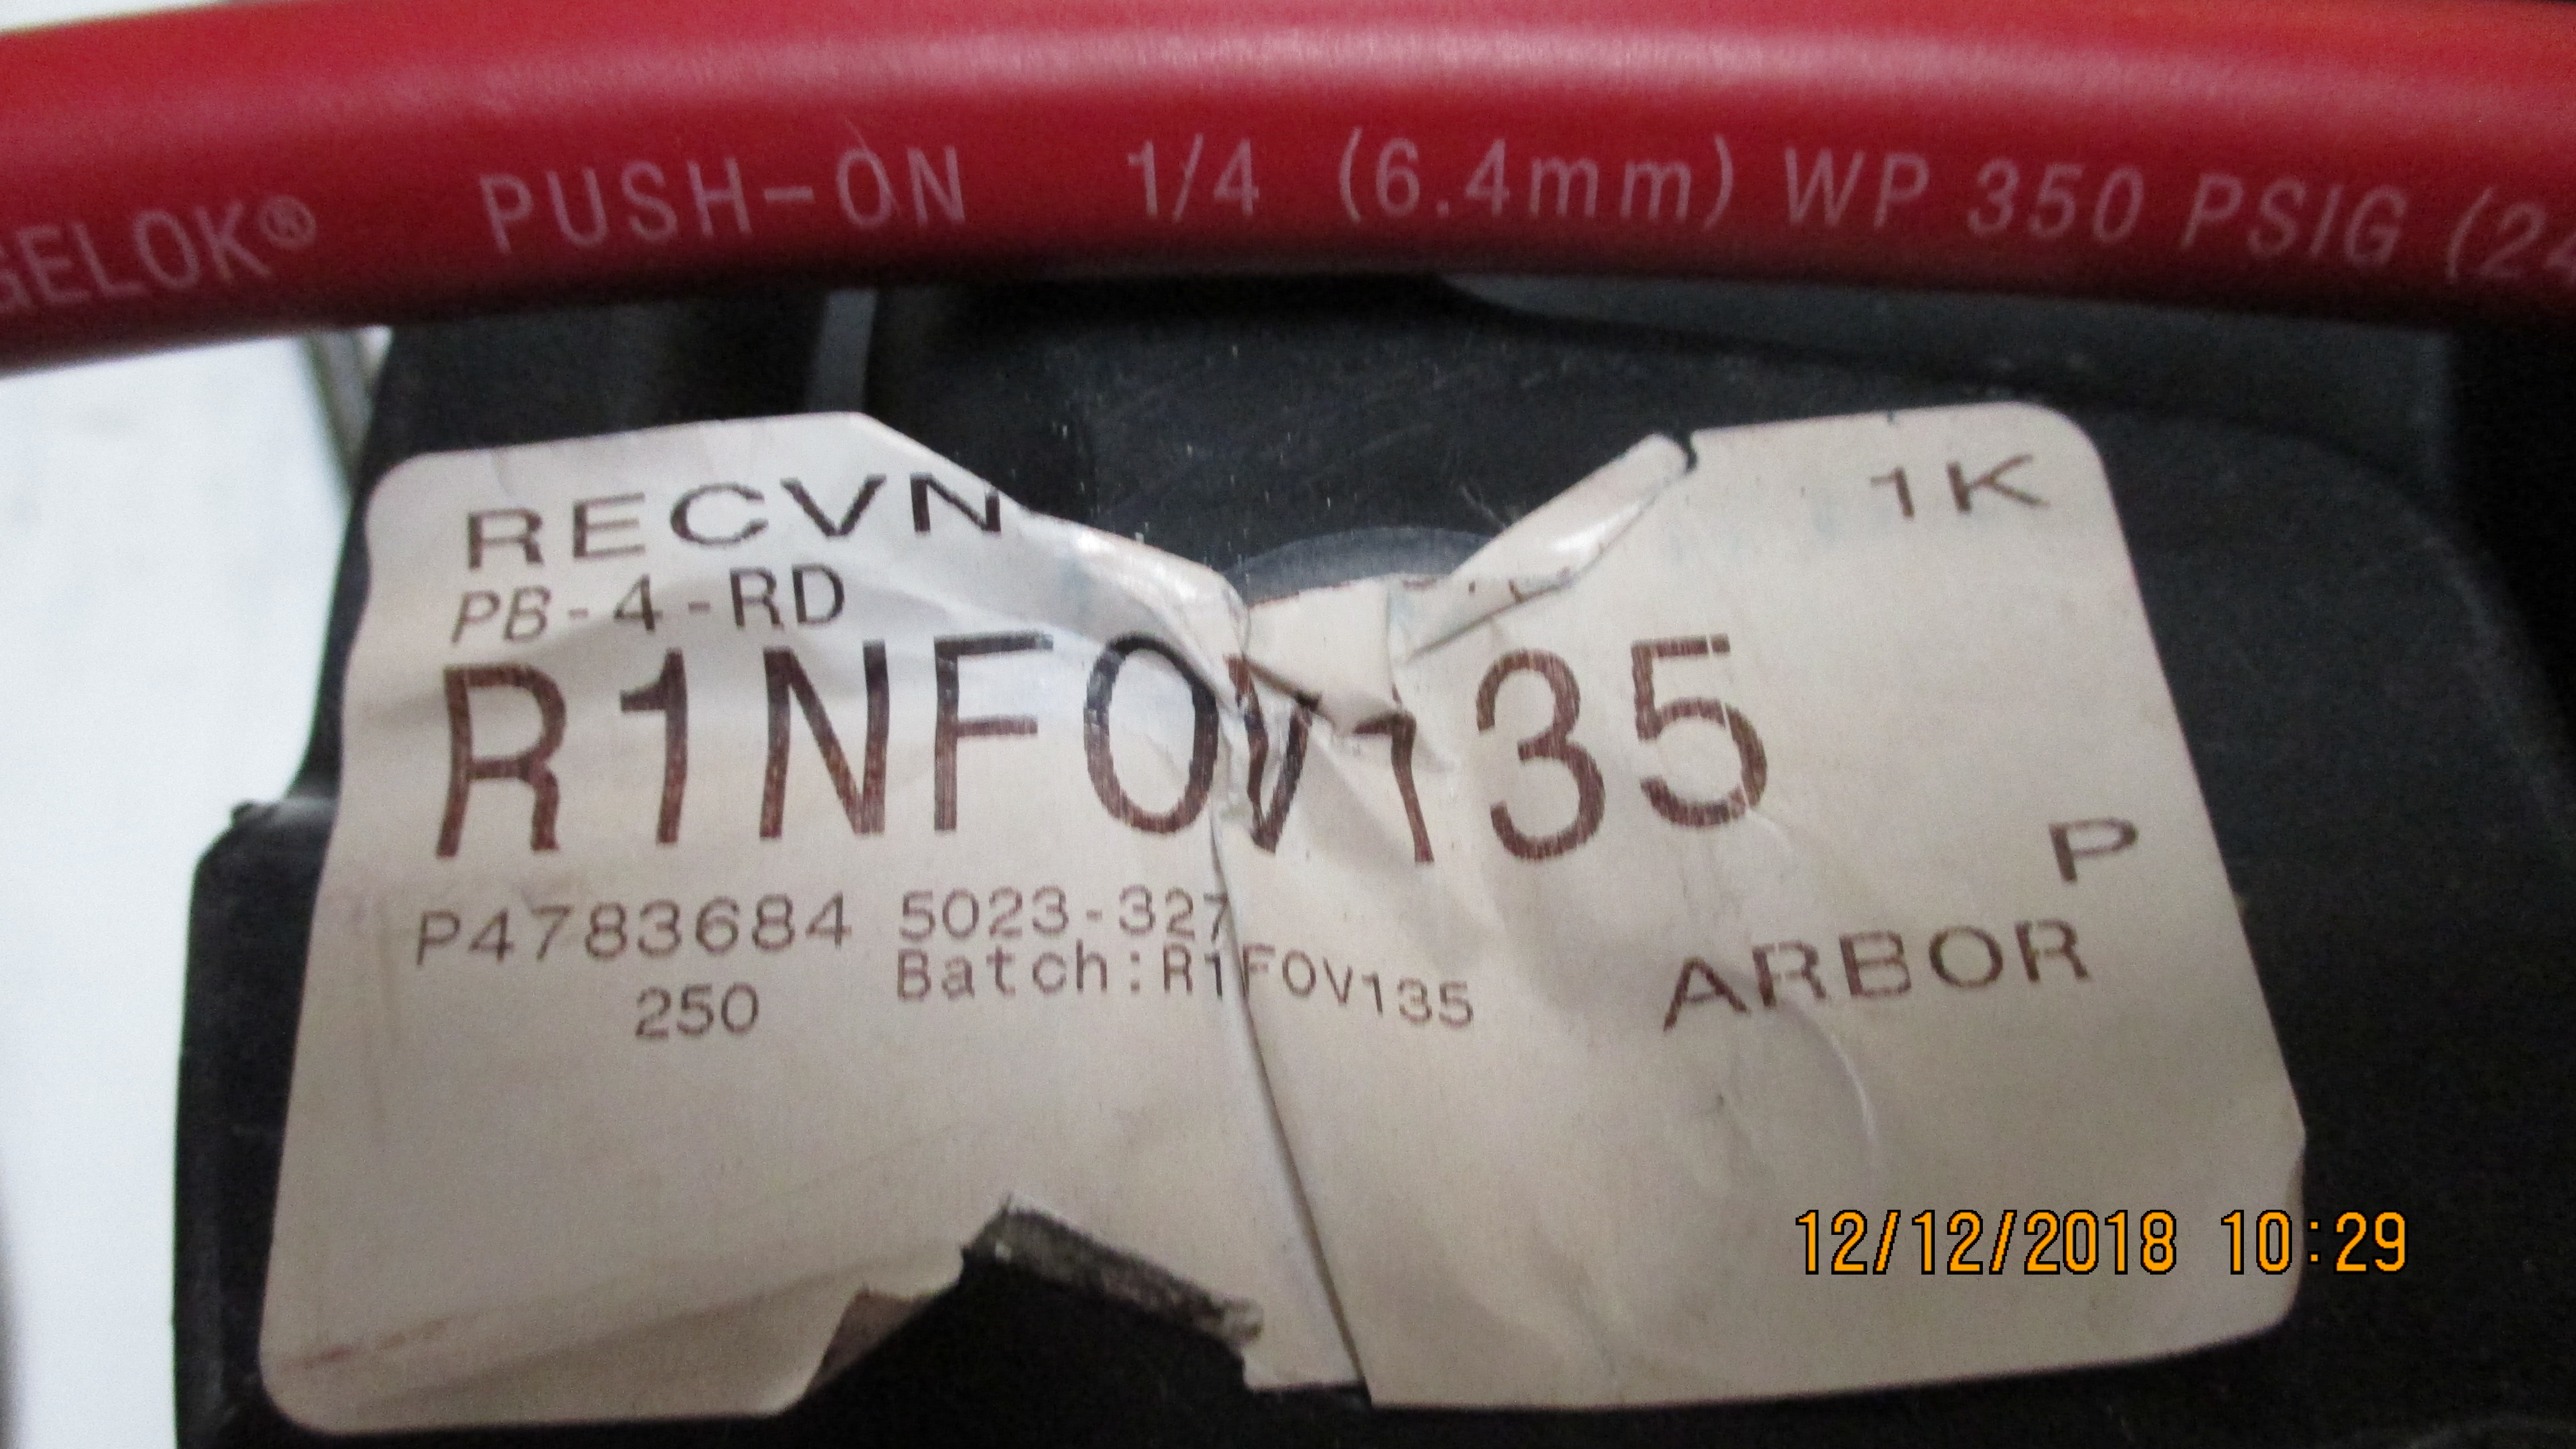 GELOK® PUSH-ON 1/4 (6.4mm) WP 350 PSIG (24
RECVN 1K
PB-4-RD
R1NF0V135
P
P4783684 5023-327
Batch:R1F0V135
ARBOR
250
12/12/2018 10:29